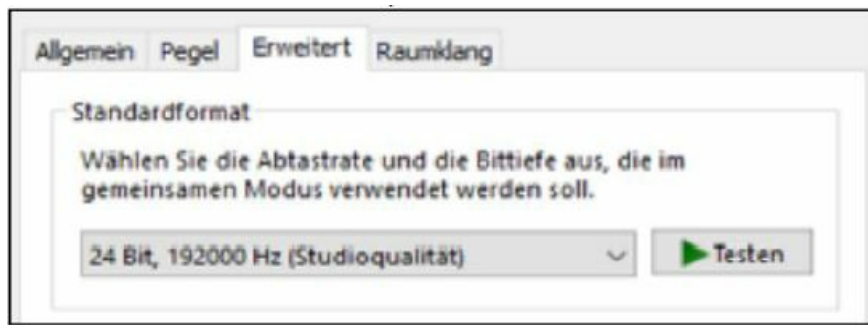 Allgemein Pegel Erweitert Raumklang
Standardformat
Wählen Sie die Abtastrate und die Bittiefe aus, die im
gemeinsamen Modus verwendet werden soll.
24 Bit, 192000 Hz (Studioqualität) Testen